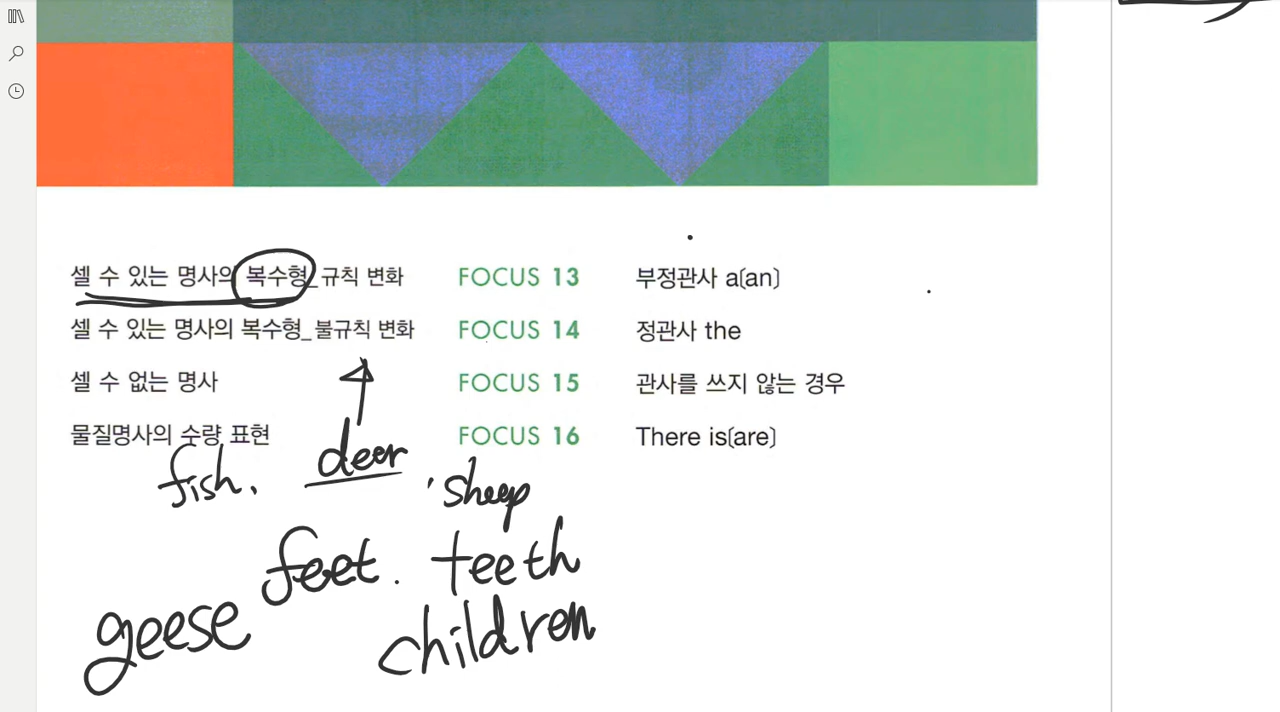 셀 수 있는 명사의 복수형_규칙 변화 FOCUS 13 부정관사 a(an)
셀 수 있는 명사의 복수형_불규칙 변화 FOCUS 14 정관사 the
셀 수 없는 명사 FOCUS 15 관사를 쓰지 않는 경우
물질명사의 수량 표현 FOCUS 16 There is(are)
fish, deer, sheep
feet. teeth
geese children